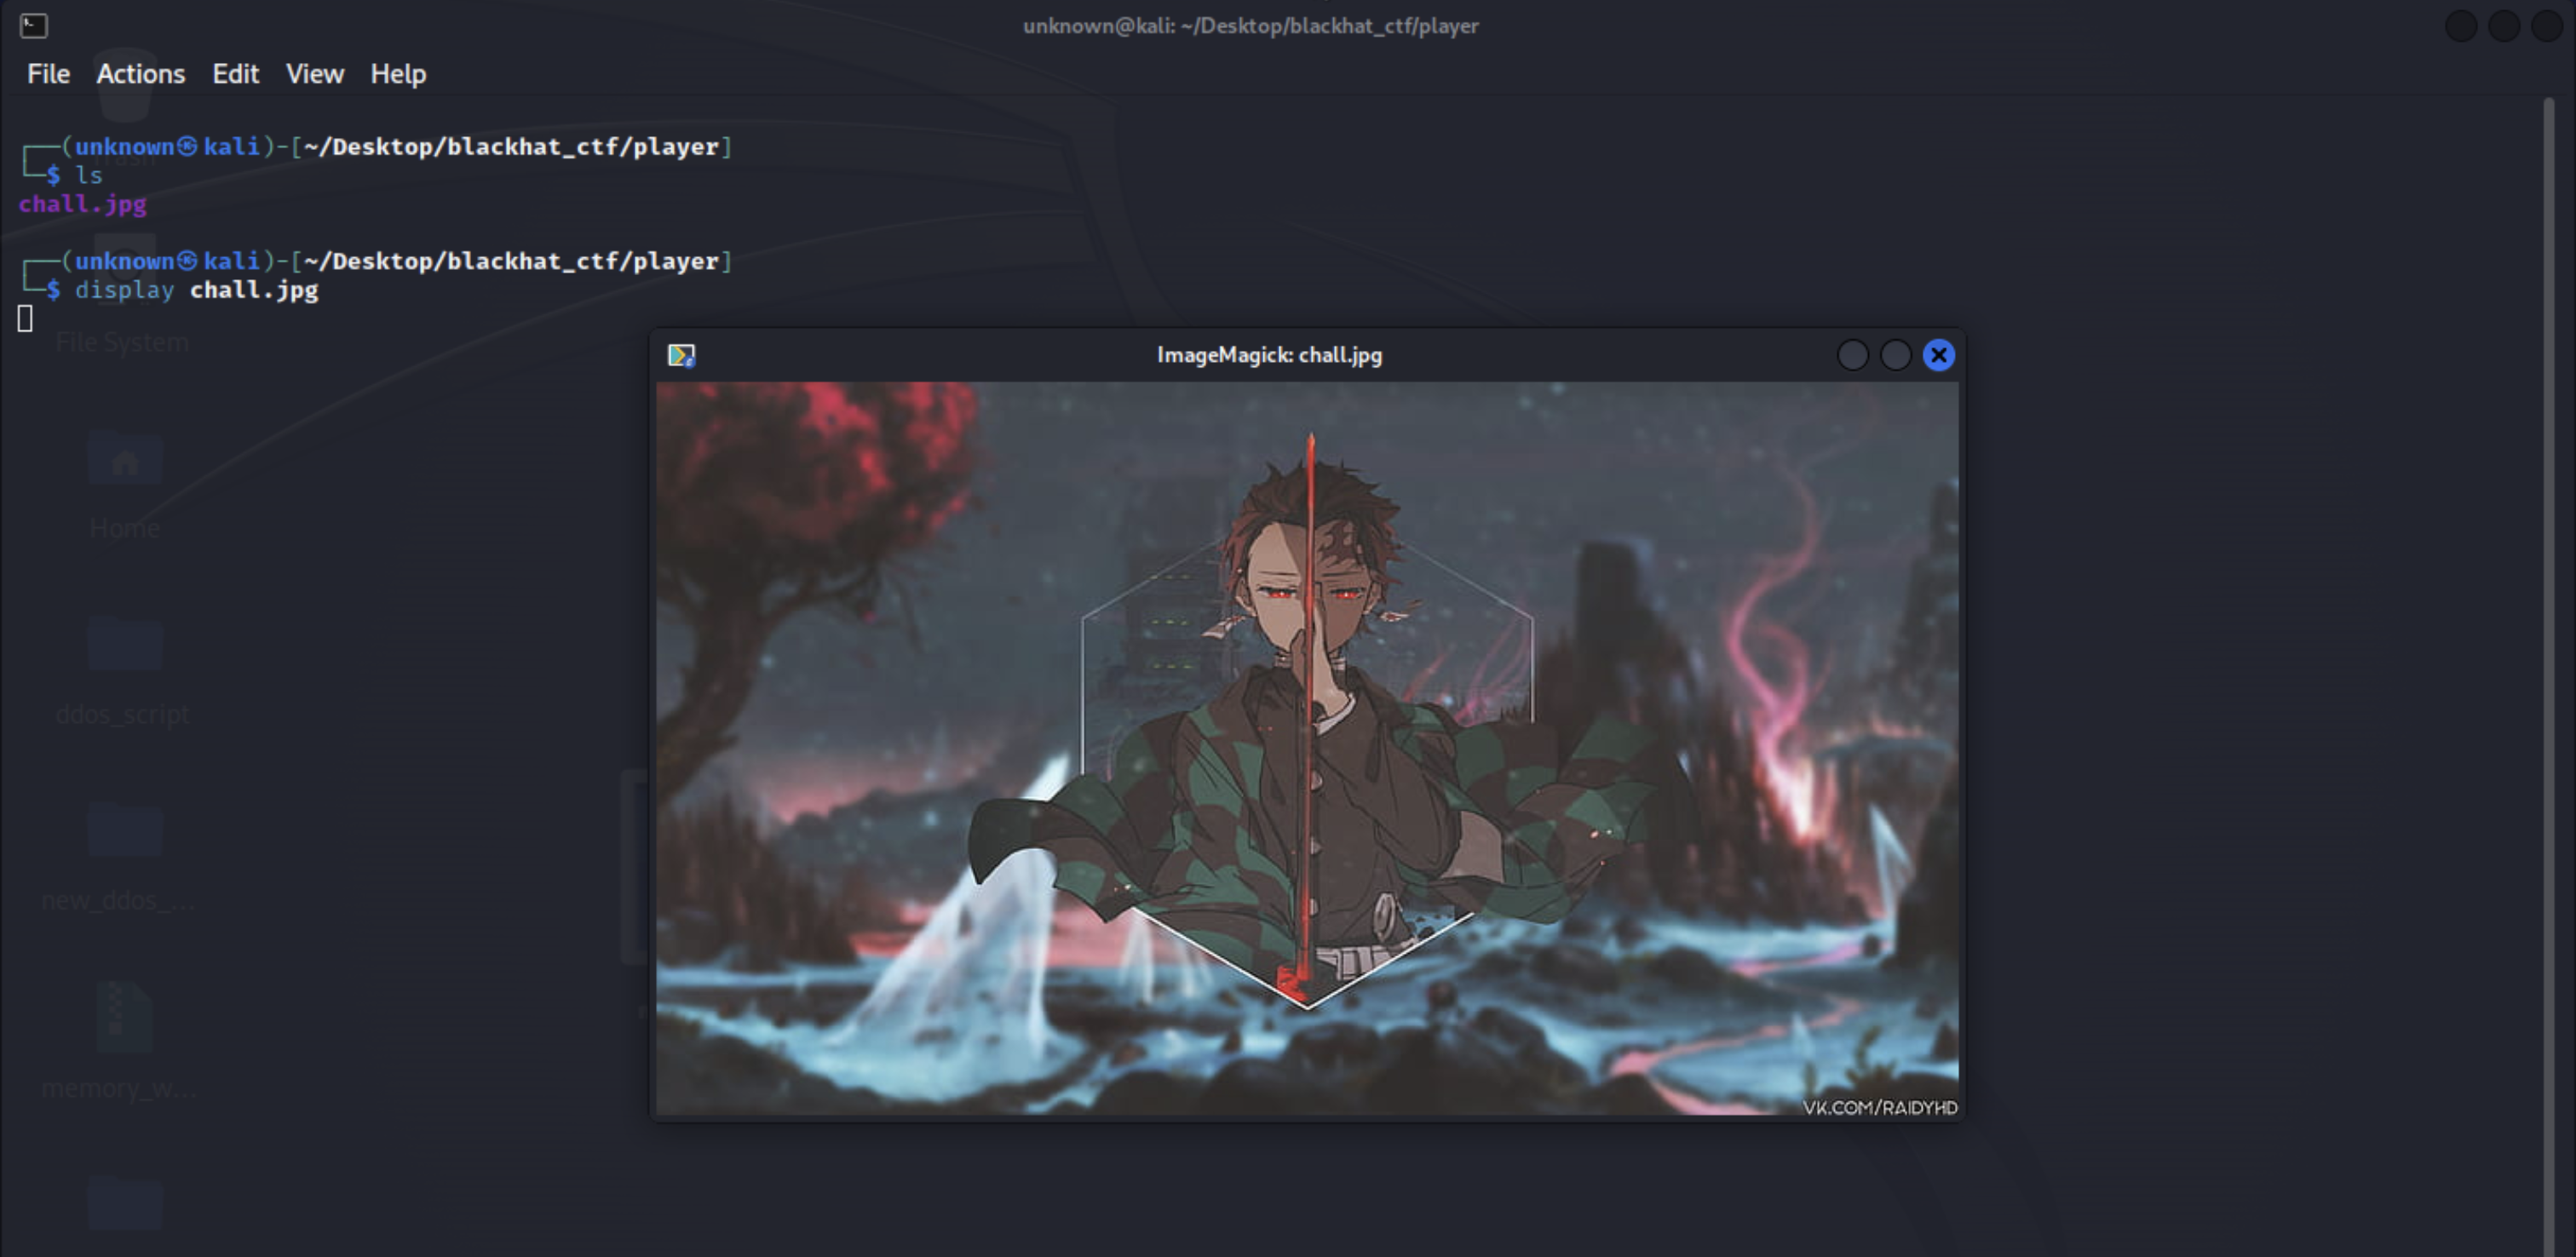 unknown@kali: ~/Desktop/blackhat_ctf/player
File Actions Edit View Help
┌──(unknown㉿kali)-[~/Desktop/blackhat_ctf/player]
└─$ ls
chall.jpg
┌──(unknown㉿kali)-[~/Desktop/blackhat_ctf/player]
└─$ display chall.jpg
Trash
File System
Home
ddos_script
new_ddos_...
memory_w...
ImageMagick: chall.jpg
VK.COM/RAIDYHD